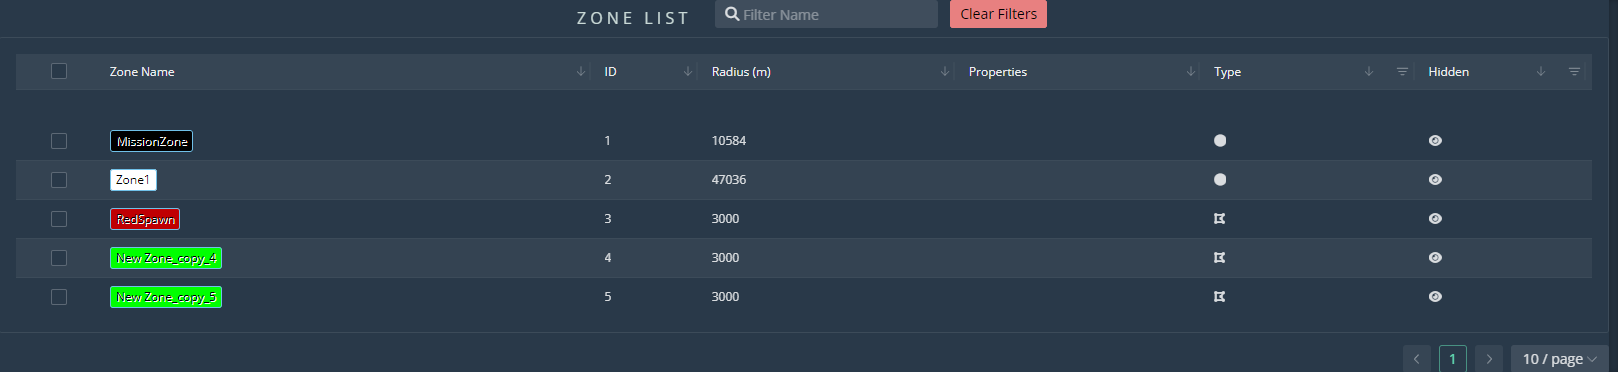 ZONE LIST Filter Name Clear Filters
Zone Name ID Radius (m) Properties Type Hidden
MissionZone 1 10584
Zone1 2 47036
RedSpawn 3 3000
New Zone_copy_4 4 3000
New Zone_copy_5 5 3000
1 10 / page